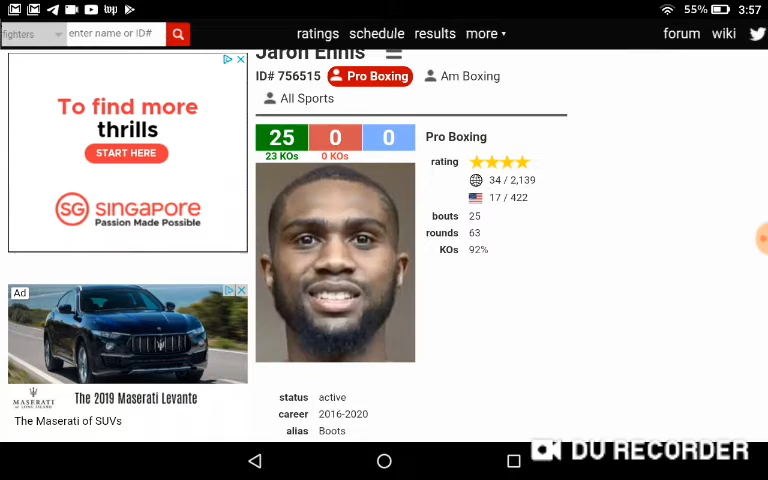 55% 3:57
fighters enter name or ID# ratings schedule results more forum wiki
Jaron Ennis
ID# 756515 Pro Boxing Am Boxing
All Sports
To find more
thrills
START HERE
SG SINGAPORE
Passion Made Possible
25 0 0
23 KOs 0 KOs
Pro Boxing
rating
34 / 2,139
17 / 422
bouts 25
rounds 63
KOs 92%
Ad
MASERATI
The 2019 Maserati Levante
The Maserati of SUVs
status active
career 2016-2020
alias Boots
DU RECORDER